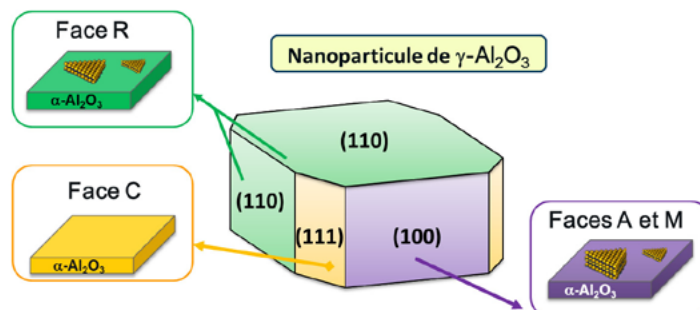 Face R
α-Al₂O₃
Nanoparticule de γ-Al₂O₃
(110)
(110)
(111)
(100)
Face C
α-Al₂O₃
Faces A et M
α-Al₂O₃